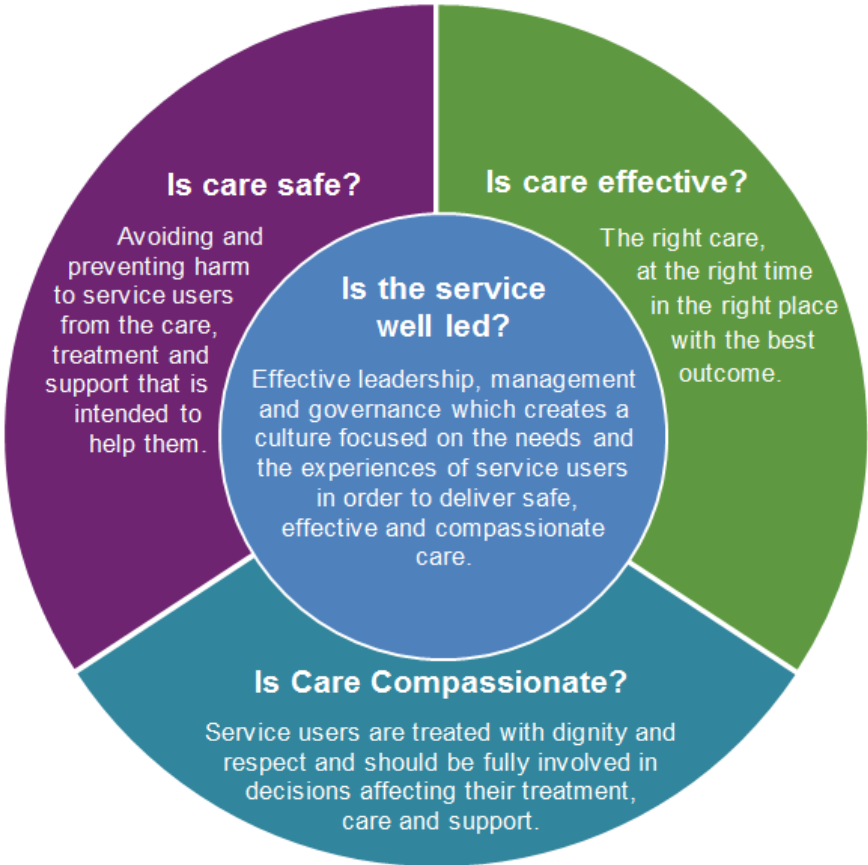 Is care safe?
Avoiding and
preventing harm
to service users
from the care,
treatment and
support that is
intended to
help them.
Is care effective?
The right care,
at the right time
in the right place
with the best
outcome.
Is the service
well led?
Effective leadership, management
and governance which creates a
culture focused on the needs and
the experiences of service users
in order to deliver safe,
effective and compassionate
care.
Is Care Compassionate?
Service users are treated with dignity and
respect and should be fully involved in
decisions affecting their treatment,
care and support.